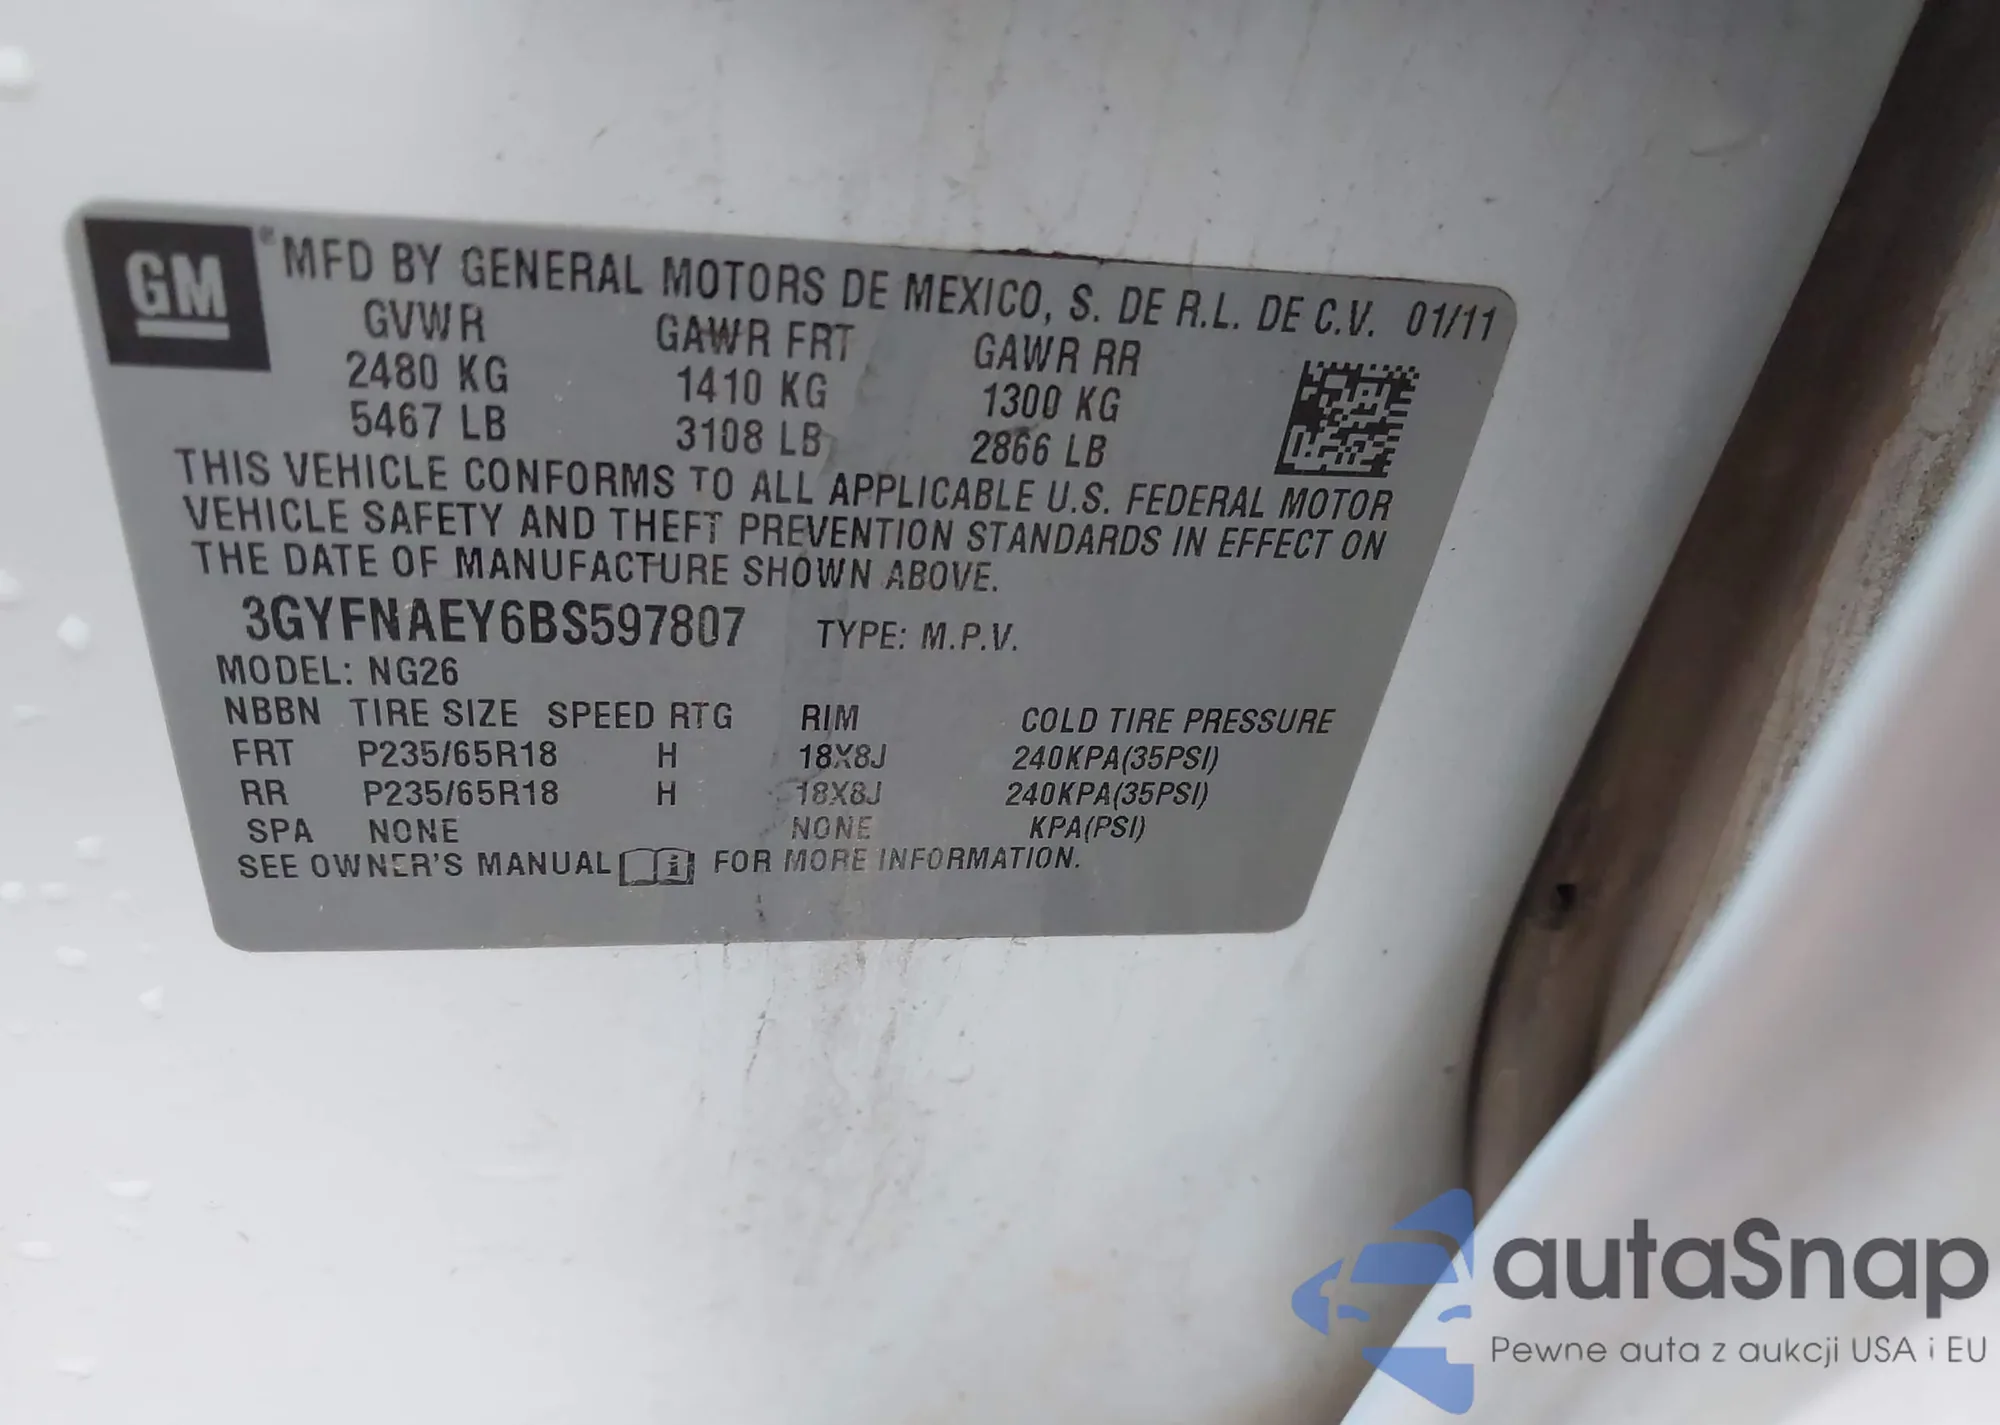 GM ® MFD BY GENERAL MOTORS DE MEXICO, S. DE R.L. DE C.V. 01/11
GVWR GAWR FRT GAWR RR
2480 KG 1410 KG 1300 KG
5467 LB 3108 LB 2866 LB
THIS VEHICLE CONFORMS TO ALL APPLICABLE U.S. FEDERAL MOTOR
VEHICLE SAFETY AND THEFT PREVENTION STANDARDS IN EFFECT ON
THE DATE OF MANUFACTURE SHOWN ABOVE.
3GYFNAEY6BS597807 TYPE: M.P.V.
MODEL: NG26
NBBN TIRE SIZE SPEED RTG RIM COLD TIRE PRESSURE
FRT P235/65R18 H 18X8J 240KPA(35PSI)
RR P235/65R18 H 18X8J 240KPA(35PSI)
SPA NONE NONE KPA(PSI)
SEE OWNER'S MANUAL FOR MORE INFORMATION.
autaSnap
Pewne auta z aukcji USA i EU